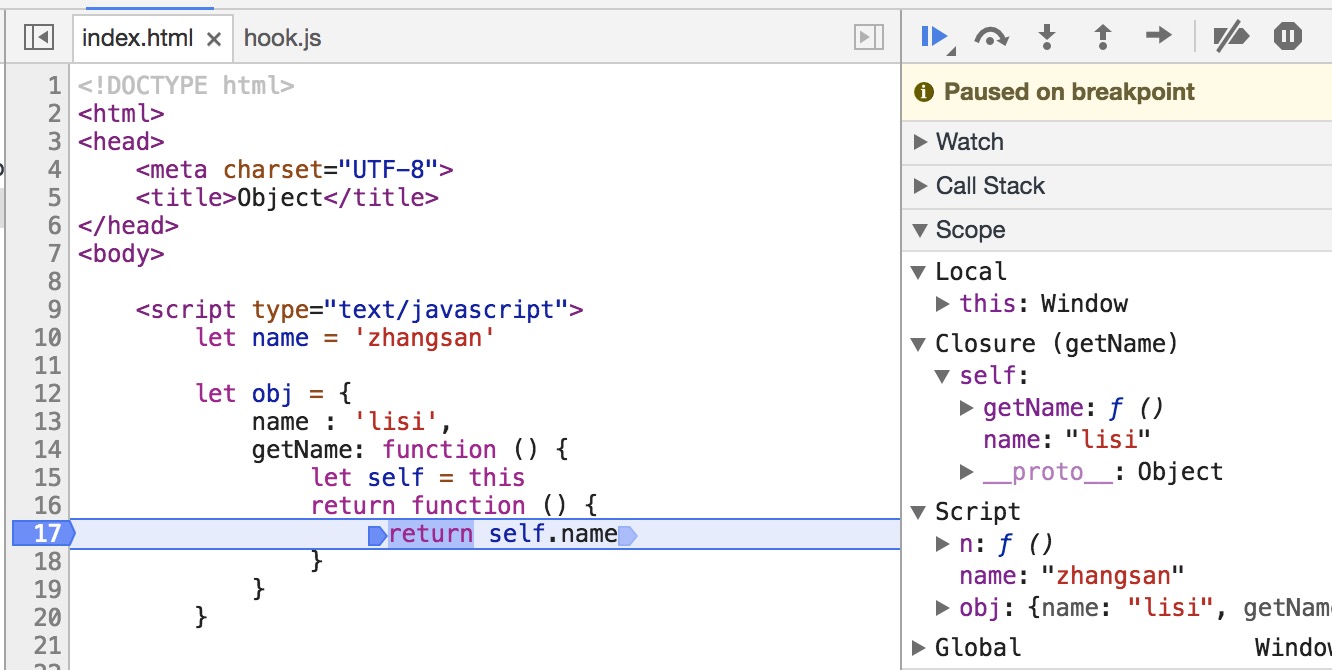 index.html ×
hook.js
1 <!DOCTYPE html>
2 <html>
3 <head>
4 <meta charset="UTF-8">
5 <title>Object</title>
6 </head>
7 <body>
8
9 <script type="text/javascript">
10 let name = 'zhangsan'
11
12 let obj = {
13 name : 'lisi',
14 getName: function () {
15 let self = this
16 return function () {
17 return self.name
18 }
19 }
20 }
21
Paused on breakpoint
Watch
Call Stack
Scope
Local
this: Window
Closure (getName)
self:
getName: ƒ ()
name: "lisi"
__proto__: Object
Script
n: ƒ ()
name: "zhangsan"
obj: {name: "lisi", getNam
Global Window